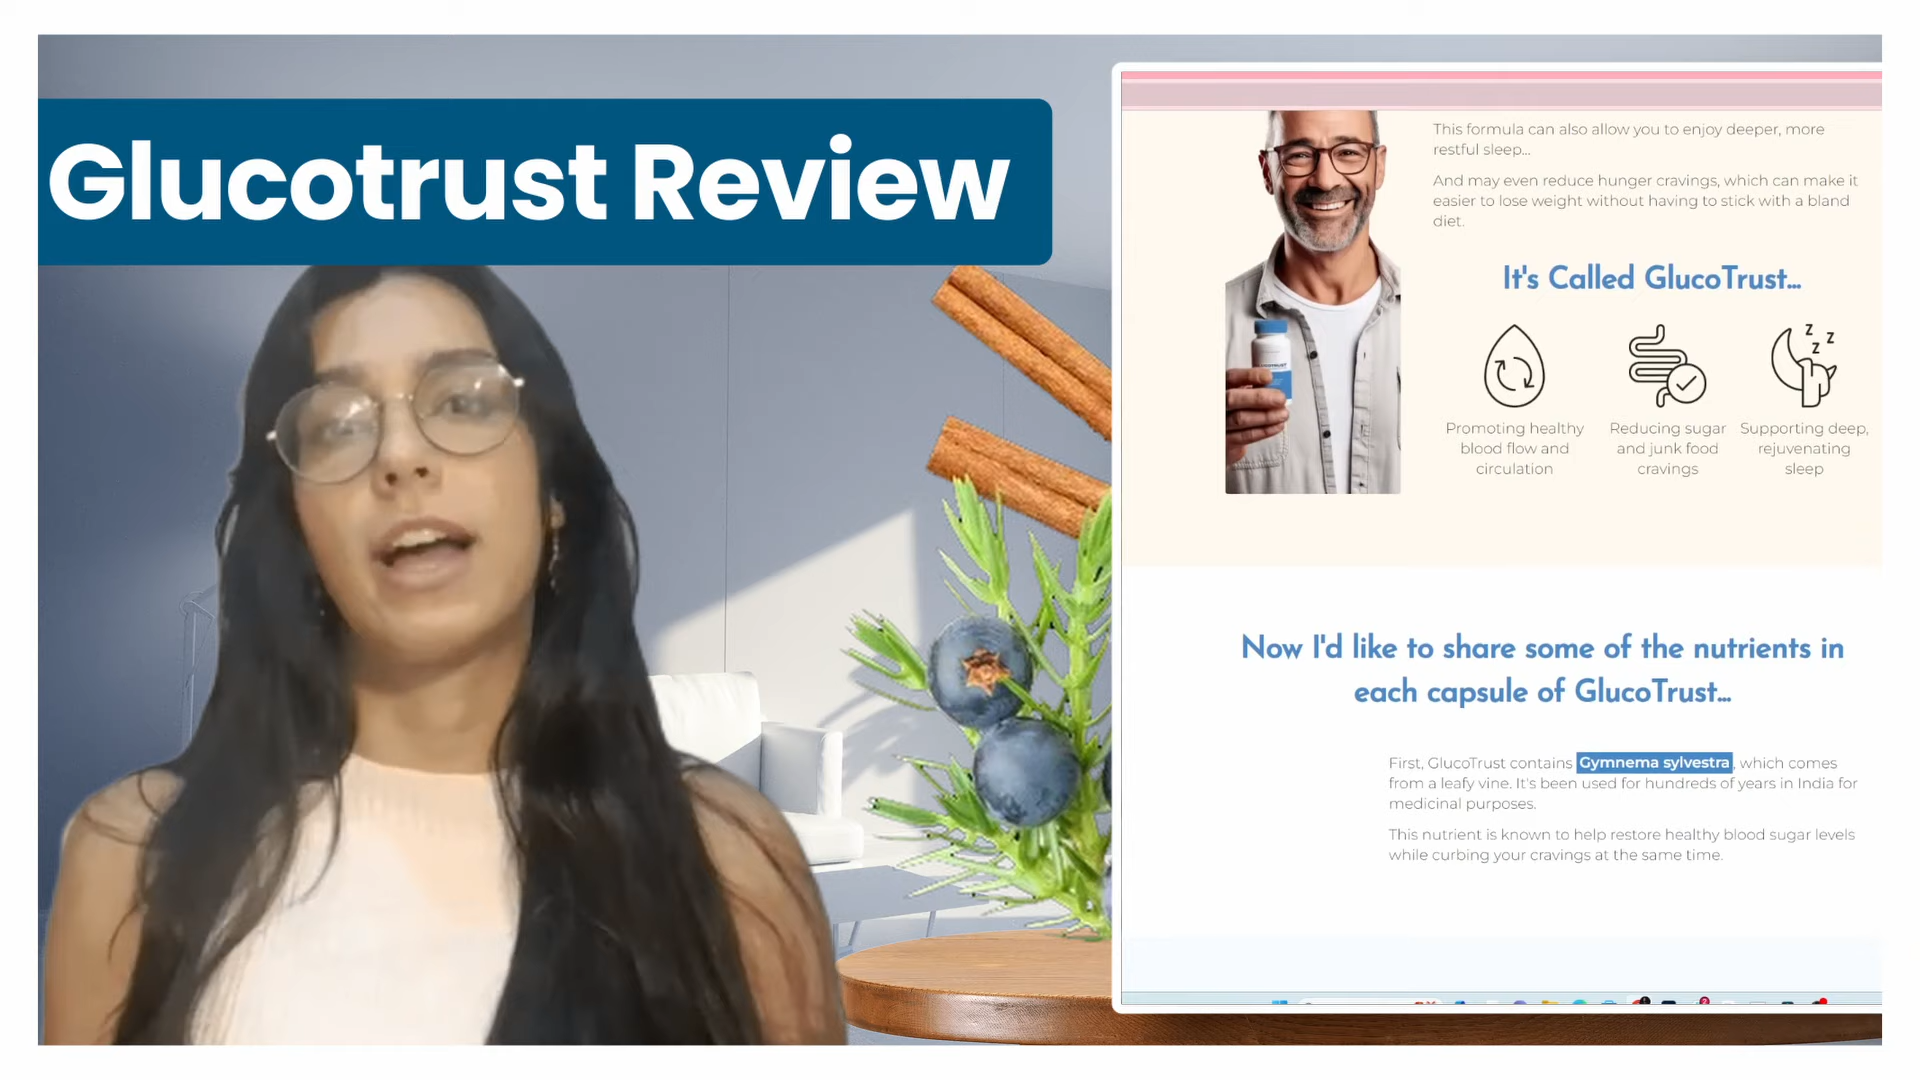 Glucotrust Review
This formula can also allow you to enjoy deeper, more
restful sleep...
And may even reduce hunger cravings, which can make it
easier to lose weight without having to stick with a bland
diet.
It's Called GlucoTrust...
z
z
z
Promoting healthy
blood flow and
circulation
Reducing sugar
and junk food
cravings
Supporting deep,
rejuvenating
sleep
Now I'd like to share some of the nutrients in
each capsule of GlucoTrust...
First, GlucoTrust contains Gymnema sylvestra, which comes
from a leafy vine. It's been used for hundreds of years in India for
medicinal purposes.
This nutrient is known to help restore healthy blood sugar levels
while curbing your cravings at the same time.